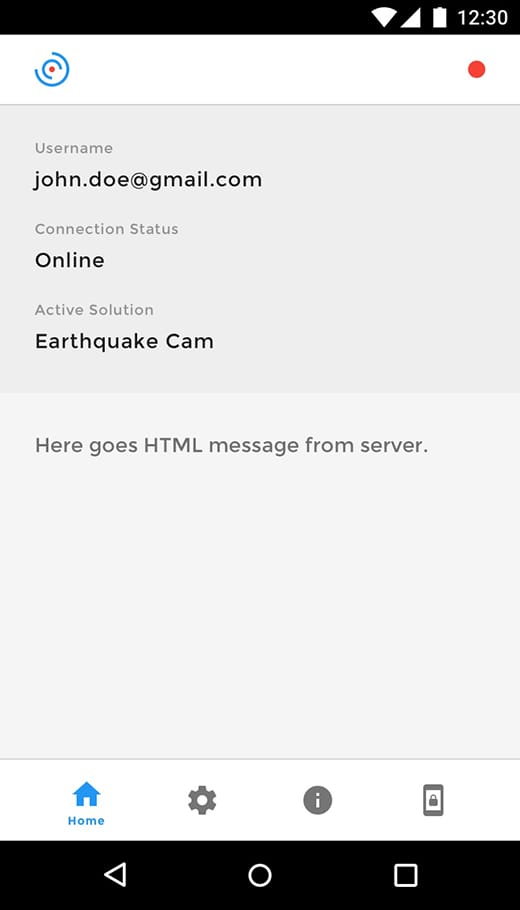 12:30
Username
john.doe@gmail.com
Connection Status
Online
Active Solution
Earthquake Cam
Here goes HTML message from server.
Home